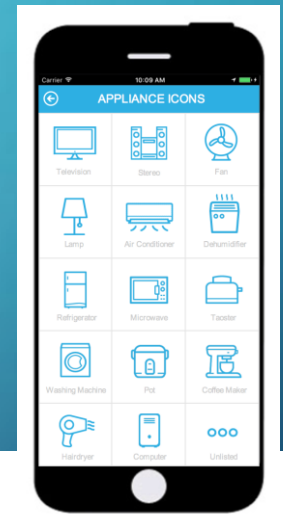 Carrier 10:09 AM
APPLIANCE ICONS
Television Stereo Fan
Lamp Air Conditioner Dehumidifier
Refrigerator Microwave Toaster
Washing Machine Pot Coffee Maker
Hairdryer Computer Unlisted